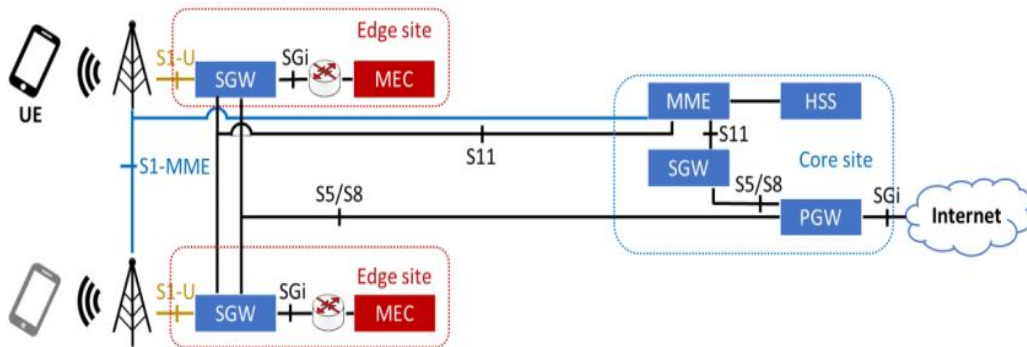 Edge site
S1-U
SGW
SGi
MEC
UE
MME
HSS
S11
S11
S1-MME
SGW
Core site
S5/S8
S5/S8
PGW
SGi
Internet
Edge site
S1-U
SGW
SGi
MEC